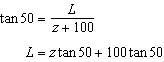 tan 50 = L / (z + 100)
L = z tan 50 + 100 tan 50